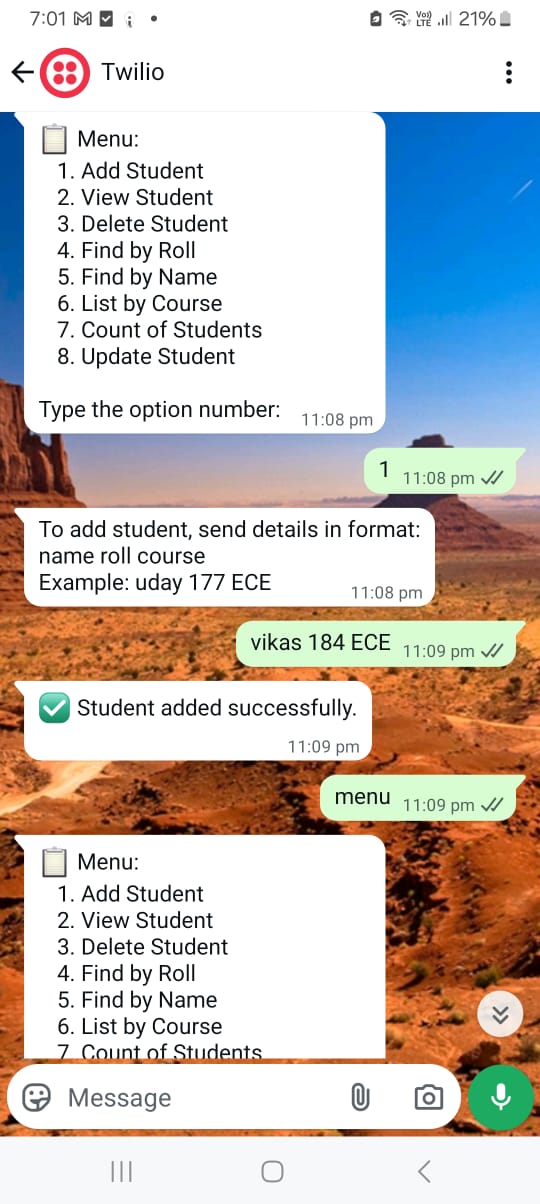 7:01
Vo))
LTE
21%
Twilio
📋 Menu:
1. Add Student
2. View Student
3. Delete Student
4. Find by Roll
5. Find by Name
6. List by Course
7. Count of Students
8. Update Student
Type the option number: 11:08 pm
1 11:08 pm
To add student, send details in format:
name roll course
Example: uday 177 ECE
11:08 pm
vikas 184 ECE 11:09 pm
✅ Student added successfully.
11:09 pm
menu 11:09 pm
📋 Menu:
1. Add Student
2. View Student
3. Delete Student
4. Find by Roll
5. Find by Name
6. List by Course
7. Count of Students
Message